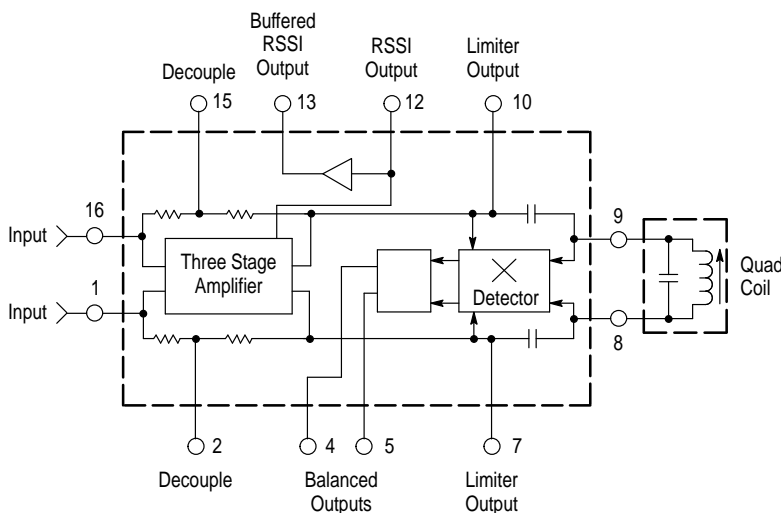 Buffered
RSSI
Output
RSSI
Output
Limiter
Output
Decouple
15
13
12
10
16
9
Input
Three Stage
Amplifier
Detector
Quad
Coil
1
Input
8
2
4
5
7
Decouple
Balanced
Outputs
Limiter
Output